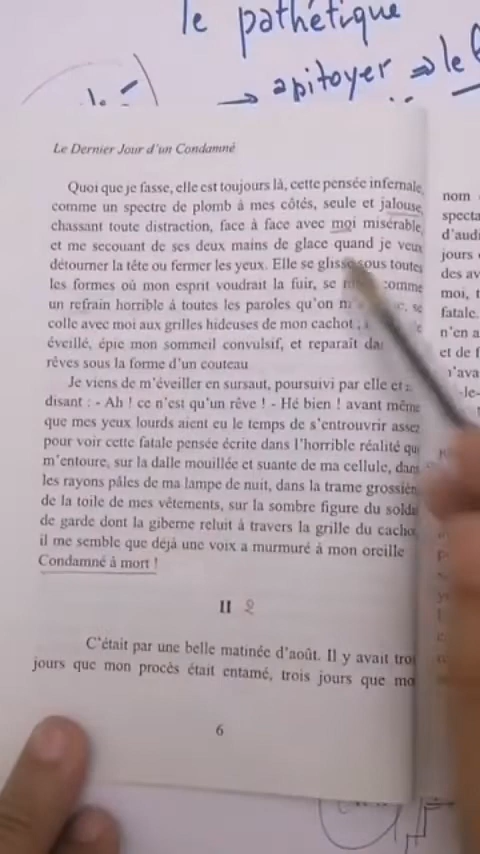 le pathétique
→ apitoyer ⇒ le
Le Dernier Jour d'un Condamné
Quoi que je fasse, elle est toujours là, cette pensée infernale,
comme un spectre de plomb à mes côtés, seule et jalouse,
chassant toute distraction, face à face avec moi misérable,
et me secouant de ses deux mains de glace quand je veux
détourner la tête ou fermer les yeux. Elle se glisse sous toutes
les formes où mon esprit voudrait la fuir, se comme
un refrain horrible à toutes les paroles qu'on se
colle avec moi aux grilles hideuses de mon cachot ;
éveillé, épie mon sommeil convulsif, et reparaît
rêves sous la forme d'un couteau
Je viens de m'éveiller en sursaut, poursuivi par elle et
disant : - Ah ! ce n'est qu'un rêve ! - Hé bien ! avant même
que mes yeux lourds aient eu le temps de s'entrouvrir assez
pour voir cette fatale pensée écrite dans l'horrible réalité qui
m'entoure, sur la dalle mouillée et suante de ma cellule, dans
les rayons pâles de ma lampe de nuit, dans la trame grossièr
de la toile de mes vêtements, sur la sombre figure du solda
de garde dont la giberne reluit à travers la grille du cacho
il me semble que déjà une voix a murmuré à mon oreille
Condamné à mort !
II 2
C'était par une belle matinée d'août. Il y avait troi
jours que mon procès était entamé, trois jours que mo
6
nom
specta
d'audi
jours
des av
moi, t
fatale.
n'en a
et de f